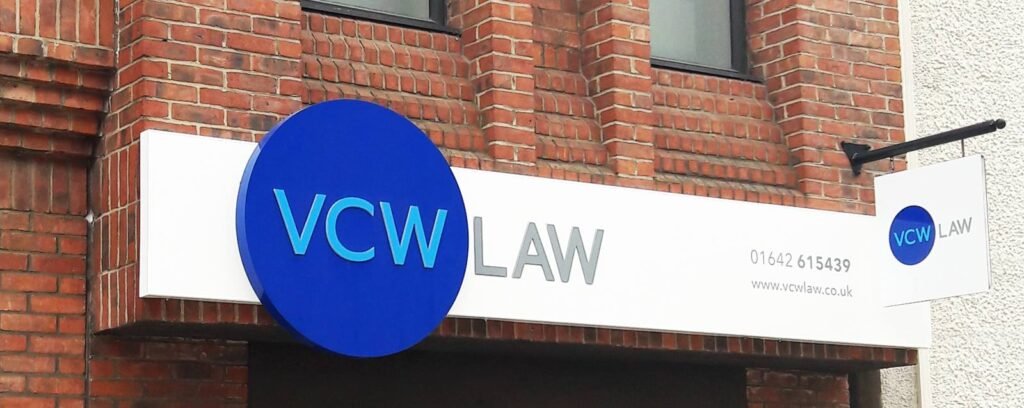 VCW LAW
01642 615439
www.vcwlaw.co.uk
VCW LAW